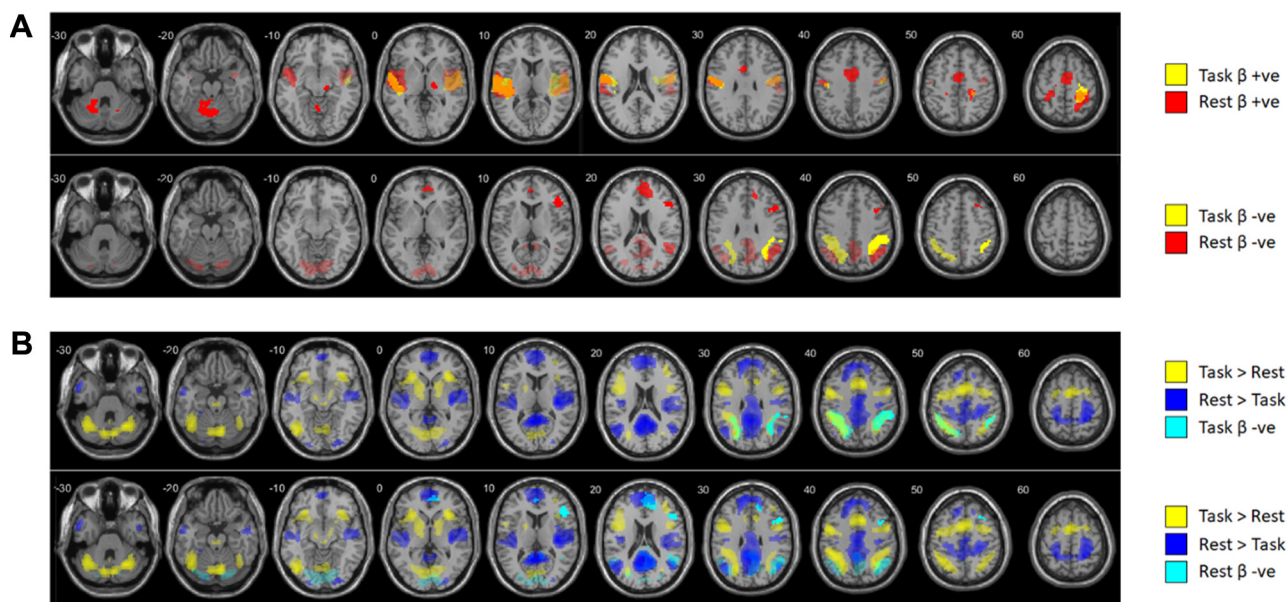 A
-30 -20 -10 0 10 20 30 40 50 60
Task β +ve
Rest β +ve
0 10 20 30 40 50 60
Task β -ve
Rest β -ve
B
-30 -20 -10 0 10 20 30 40 50 60
Task > Rest
Rest > Task
Task β -ve
-30 -20 -10 0 10 20 30 40 50 60
Task > Rest
Rest > Task
Rest β -ve